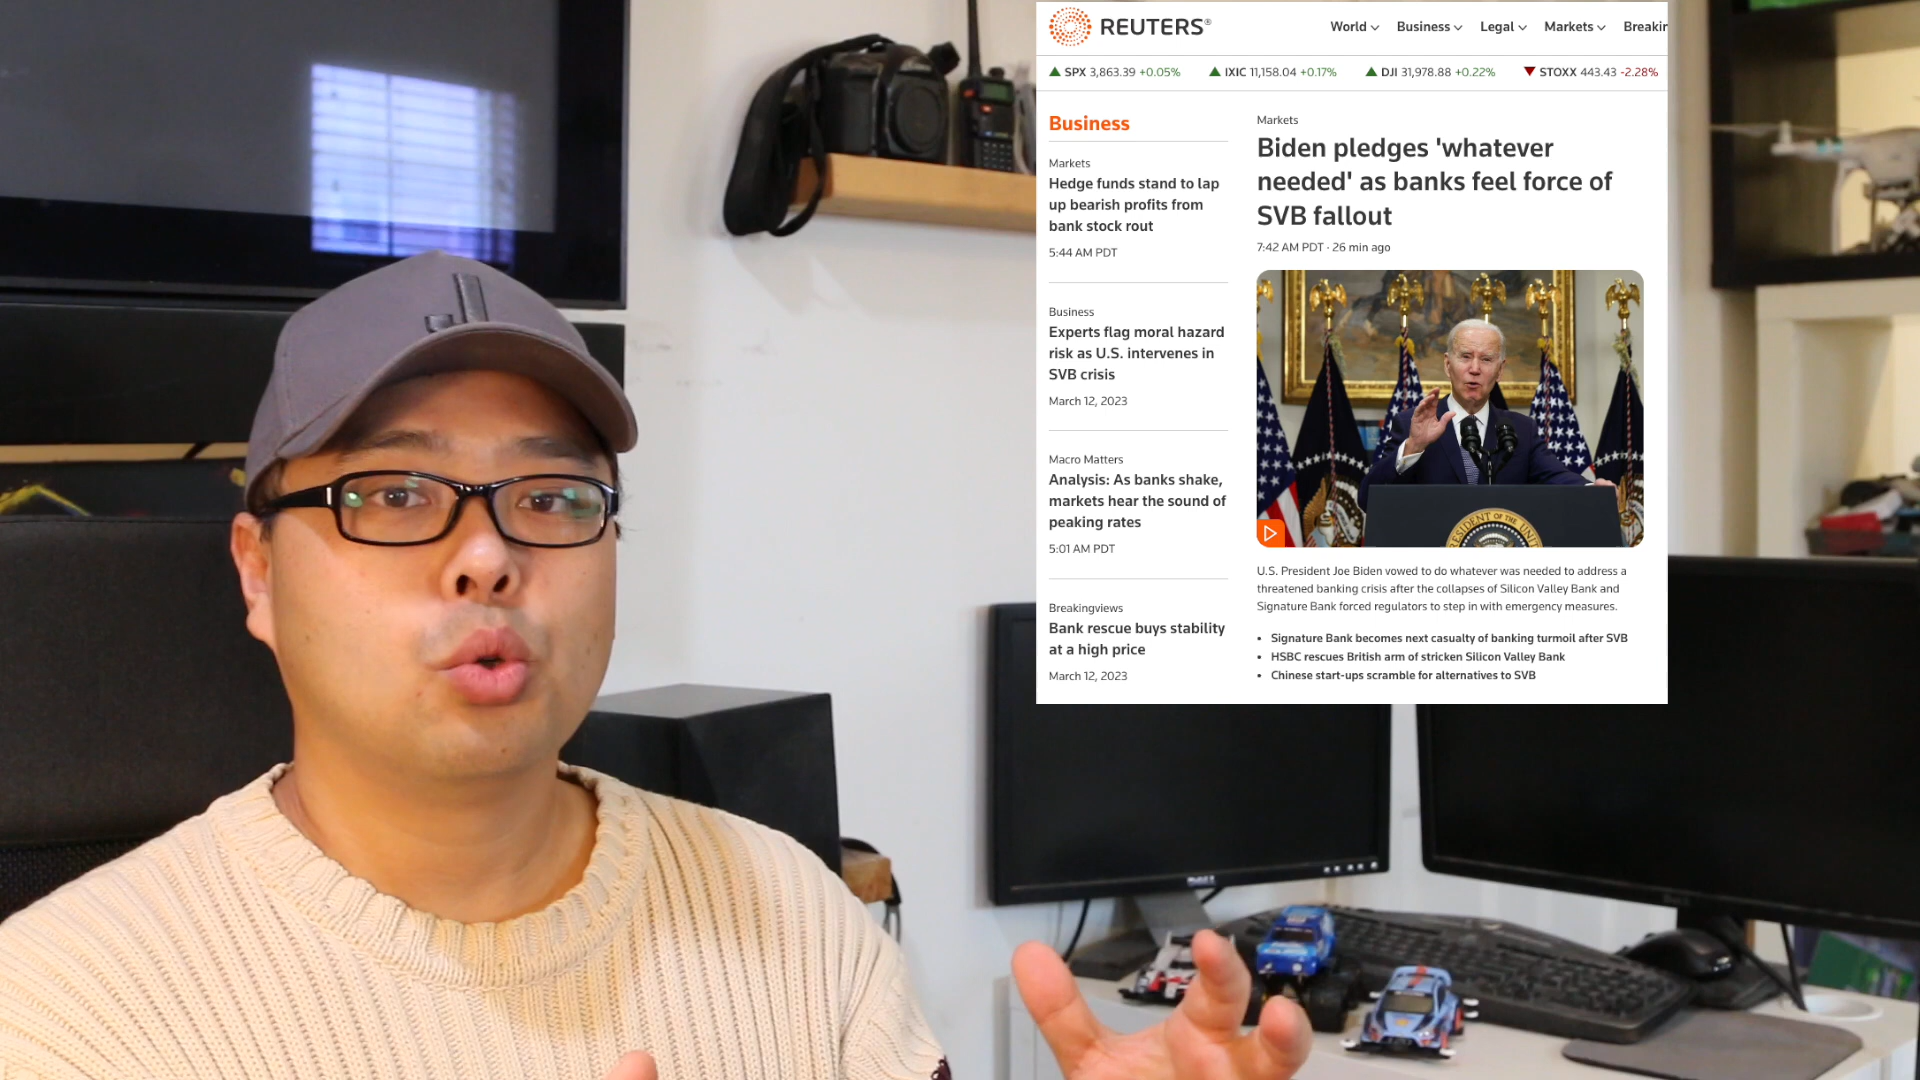 REUTERS®
World Business Legal Markets Breakin
SPX 3,863.39 +0.05% IXIC 11,158.04 +0.17% DJI 31,978.88 +0.22% STOXX 443.43 -2.28%
Business
Markets
Hedge funds stand to lap
up bearish profits from
bank stock rout
5:44 AM PDT
Business
Experts flag moral hazard
risk as U.S. intervenes in
SVB crisis
March 12, 2023
Macro Matters
Analysis: As banks shake,
markets hear the sound of
peaking rates
5:01 AM PDT
Breakingviews
Bank rescue buys stability
at a high price
March 12, 2023
Markets
Biden pledges 'whatever
needed' as banks feel force of
SVB fallout
7:42 AM PDT · 26 min ago
PRESIDENT OF THE UNIT
U.S. President Joe Biden vowed to do whatever was needed to address a
threatened banking crisis after the collapses of Silicon Valley Bank and
Signature Bank forced regulators to step in with emergency measures.
• Signature Bank becomes next casualty of banking turmoil after SVB
• HSBC rescues British arm of stricken Silicon Valley Bank
• Chinese start-ups scramble for alternatives to SVB